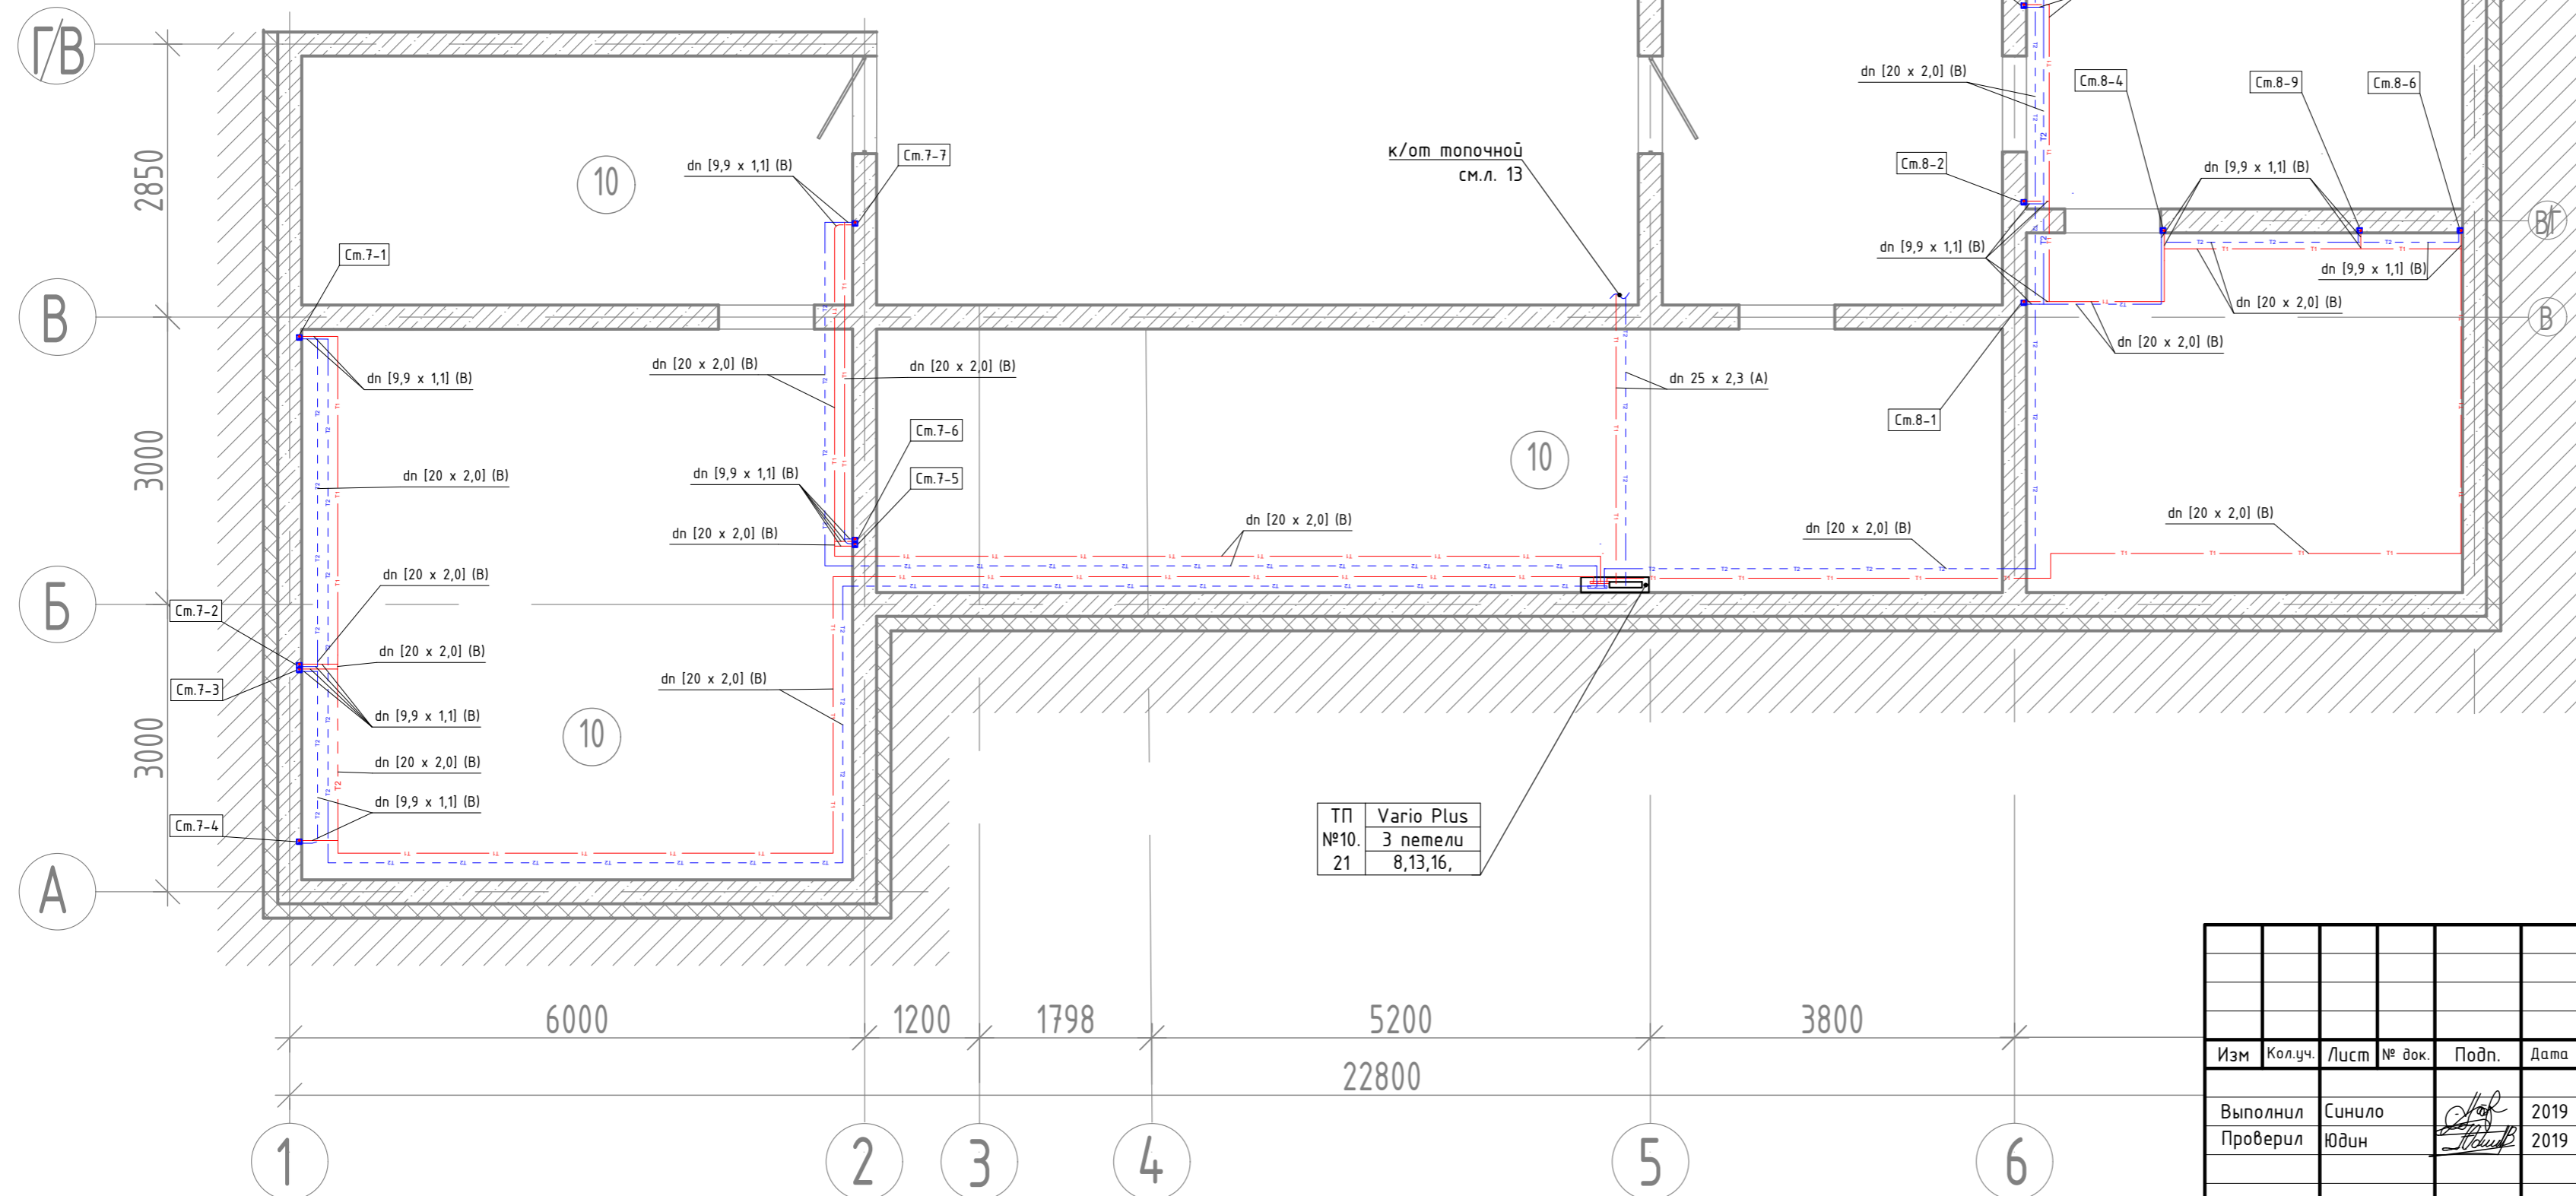 Г/В
2850
В
3000
Б
3000
А
10
dn [9,9 x 1,1] (В)
Ст.7-7
к/от топочной
см.л. 13
dn [20 x 2,0] (В)
Ст.8-4
Ст.8-9
Ст.8-6
Ст.8-2
dn [9,9 x 1,1] (В)
dn [9,9 x 1,1] (В)
dn [9,9 x 1,1] (В)
dn [20 x 2,0] (В)
dn [20 x 2,0] (В)
В/Г
В
Ст.7-1
dn [9,9 x 1,1] (В)
dn [20 x 2,0] (В)
dn [20 x 2,0] (В)
dn 25 x 2,3 (А)
Ст.8-1
Ст.7-6
Ст.7-5
10
dn [20 x 2,0] (В)
dn [9,9 x 1,1] (В)
dn [20 x 2,0] (В)
dn [20 x 2,0] (В)
dn [20 x 2,0] (В)
dn [20 x 2,0] (В)
dn [20 x 2,0] (В)
Ст.7-2
dn [20 x 2,0] (В)
Ст.7-3
dn [20 x 2,0] (В)
dn [9,9 x 1,1] (В)
10
dn [20 x 2,0] (В)
dn [9,9 x 1,1] (В)
Ст.7-4
ТП Vario Plus
№10. 3 петели
21 8,13,16,
6000
1200
1798
5200
3800
22800
1
2
3
4
5
6
Изм Кол.уч. Лист № док. Подп. Дата
Выполнил Синило 2019
Проверил Юдин 2019